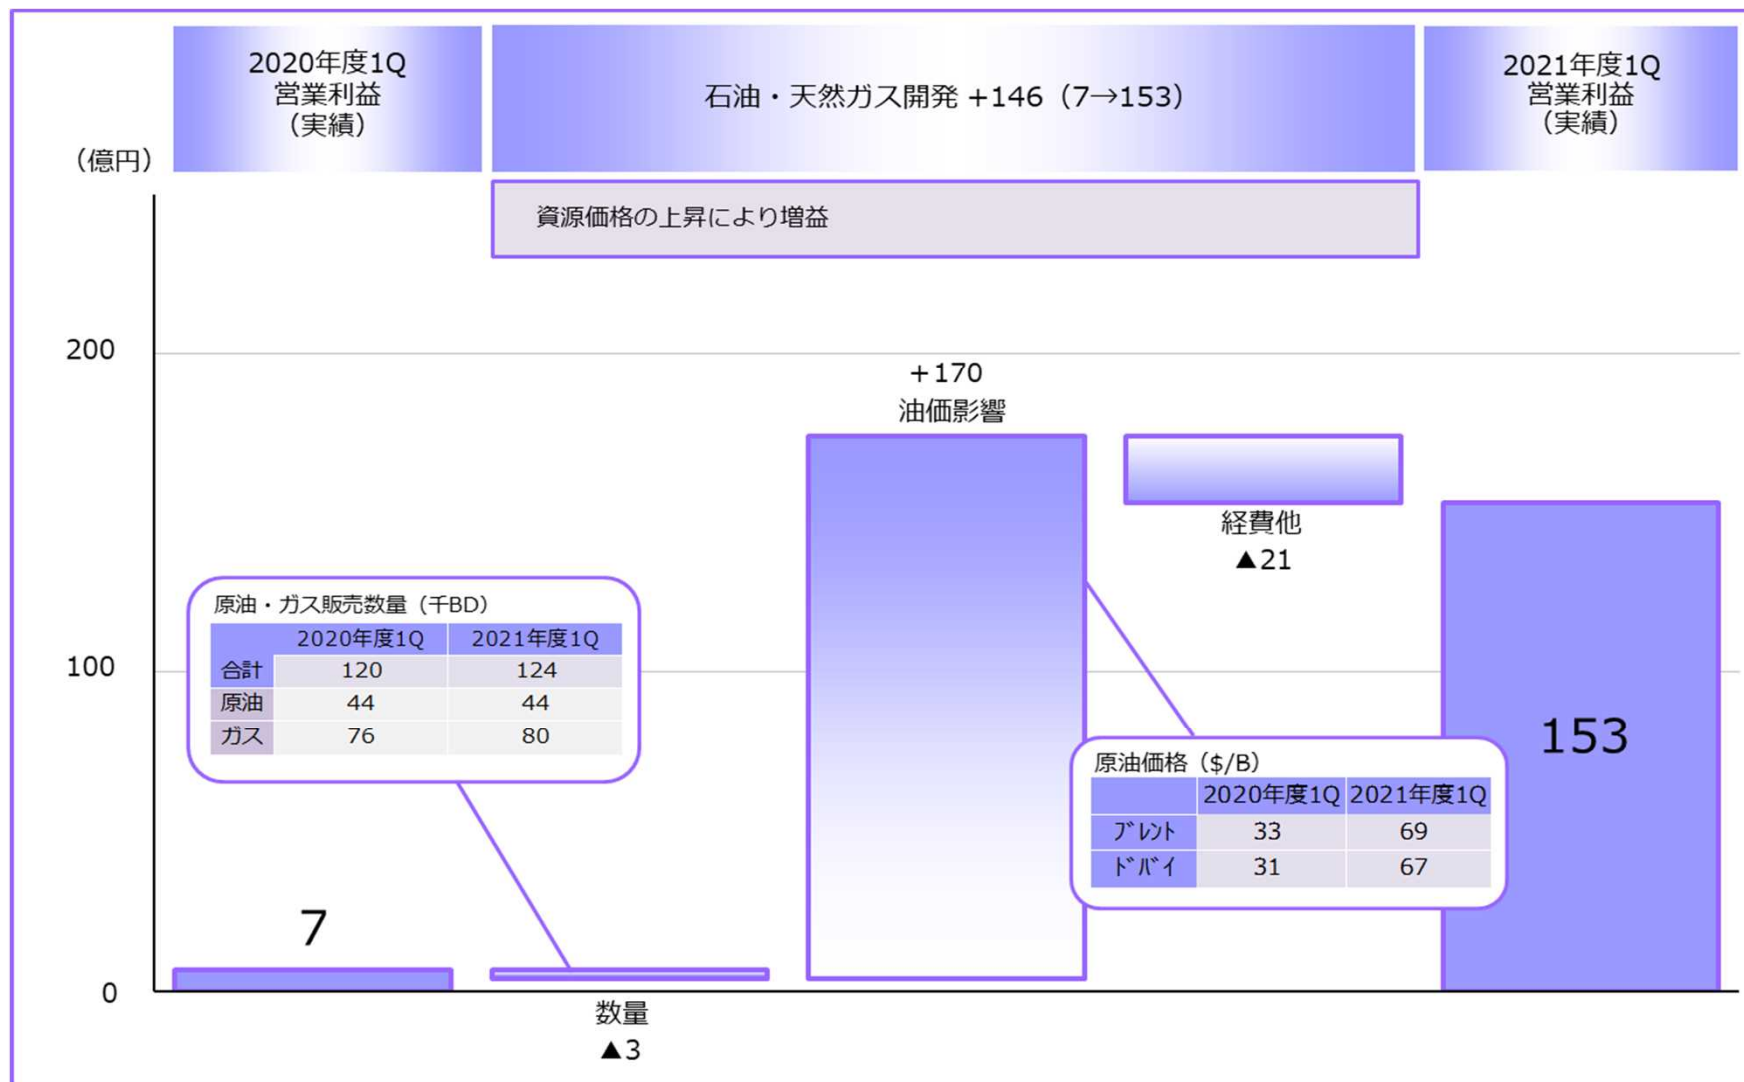 2020年度1Q
営業利益
（実績）
石油・天然ガス開発 +146（7→153）
2021年度1Q
営業利益
（実績）
（億円）
資源価格の上昇により増益
200
+170
油価影響
経費他
▲21
原油・ガス販売数量（千BD）
2020年度1Q 2021年度1Q
合計 120 124
原油 44 44
ガス 76 80
100
153
原油価格（$/B）
2020年度1Q 2021年度1Q
ﾌﾞﾚﾝﾄ 33 69
ﾄﾞﾊﾞｲ 31 67
7
0
数量
▲3